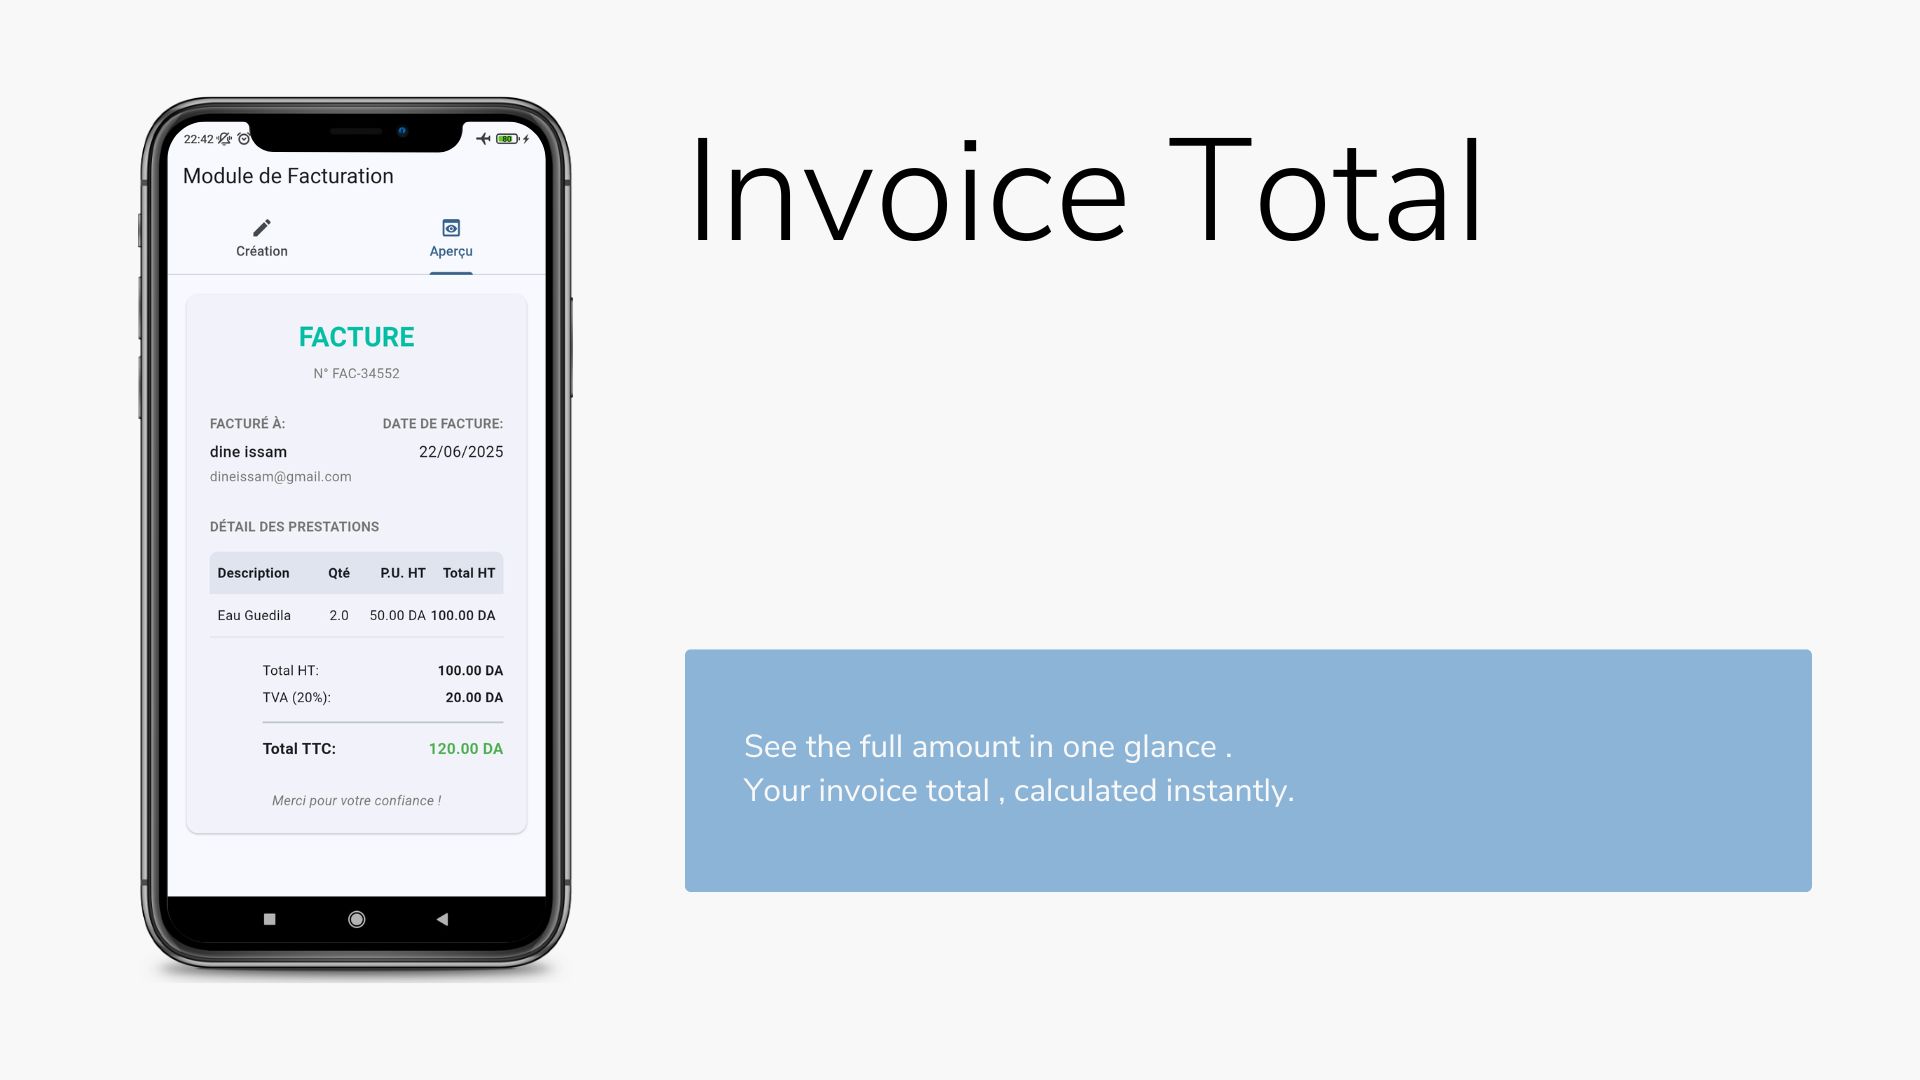 22:42
80
Module de Facturation
Création
Aperçu
FACTURE
N° FAC-34552
FACTURÉ À:
DATE DE FACTURE:
dine issam
22/06/2025
dineissam@gmail.com
DÉTAIL DES PRESTATIONS
Description Qté P.U. HT Total HT
Eau Guedila 2.0 50.00 DA 100.00 DA
Total HT: 100.00 DA
TVA (20%): 20.00 DA
Total TTC: 120.00 DA
Merci pour votre confiance !
Invoice Total
See the full amount in one glance .
Your invoice total , calculated instantly.